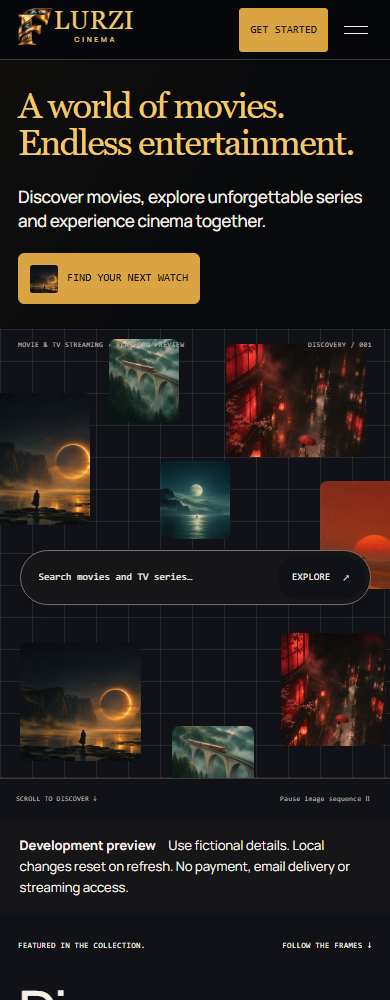 FLURZI
CINEMA
GET STARTED
A world of movies.
Endless entertainment.
Discover movies, explore unforgettable series
and experience cinema together.
FIND YOUR NEXT WATCH
MOVIE & TV STREAMING · PLATFORM PREVIEW
DISCOVERY / 001
Search movies and TV series…
EXPLORE ↗
SCROLL TO DISCOVER ↓
Pause image sequence II
Development preview Use fictional details. Local
changes reset on refresh. No payment, email delivery or
streaming access.
FEATURED IN THE COLLECTION.
FOLLOW THE FRAMES ↓